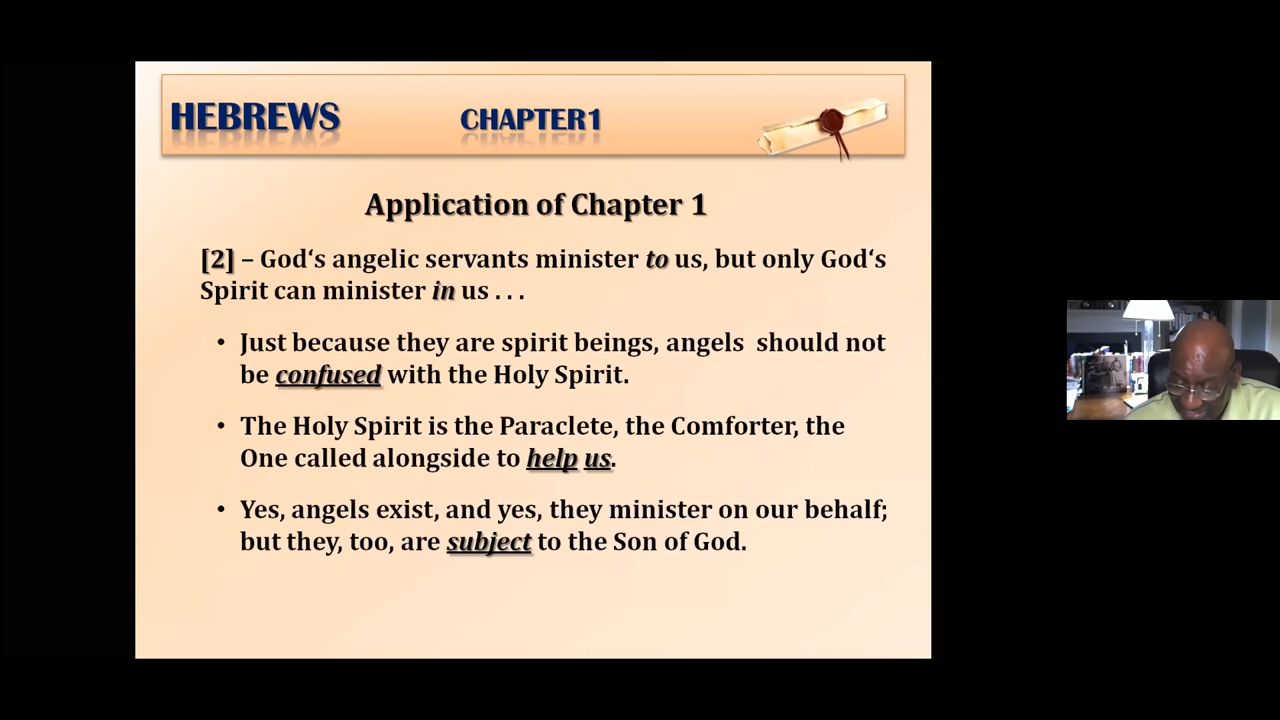 HEBREWS CHAPTER1
Application of Chapter 1
[2] – God‘s angelic servants minister to us, but only God‘s
Spirit can minister in us . . .
• Just because they are spirit beings, angels  should not
be confused with the Holy Spirit.
• The Holy Spirit is the Paraclete, the Comforter, the
One called alongside to help us.
• Yes, angels exist, and yes, they minister on our behalf;
but they, too, are subject to the Son of God.